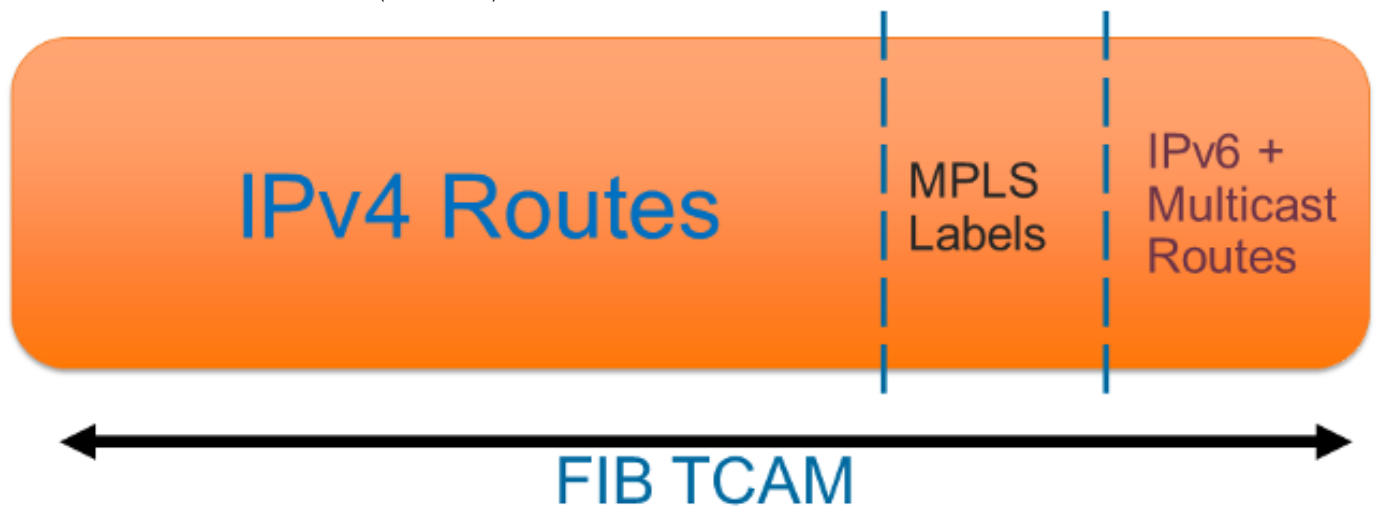 IPv4 Routes
MPLS
Labels
IPv6 +
Multicast
Routes
FIB TCAM